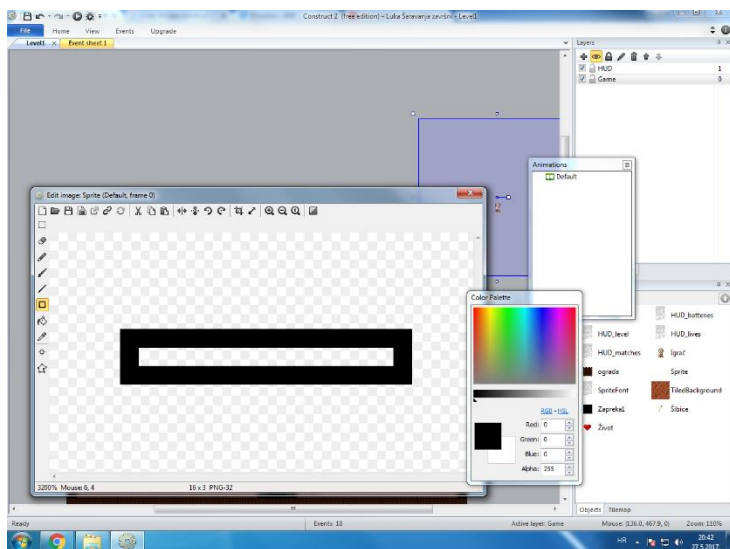 Construct 2 (free edition) - Luka Šaravanja završni - Level1
File Home View Events Upgrade
Level1 × Event sheet 1
Layers
HUD 1
Game 0
Animations
Default
Edit image: Sprite (Default, frame 0)
Color Palette
RGB - HSL
Red: 0
Green: 0
Blue: 0
Alpha: 255
3200% Mouse: 6, 4 16 x 3 PNG-32
HUD_batteries
HUD_level HUD_lives
HUD_matches Igrač
ograda Sprite
SpriteFont TiledBackground
Zapreka1 Šibice
Život
Objects Tilemap
Ready Events: 18 Active layer: Game Mouse: (136.0, 467.9, 0) Zoom: 110%
HR 20:42
27.5.2017.